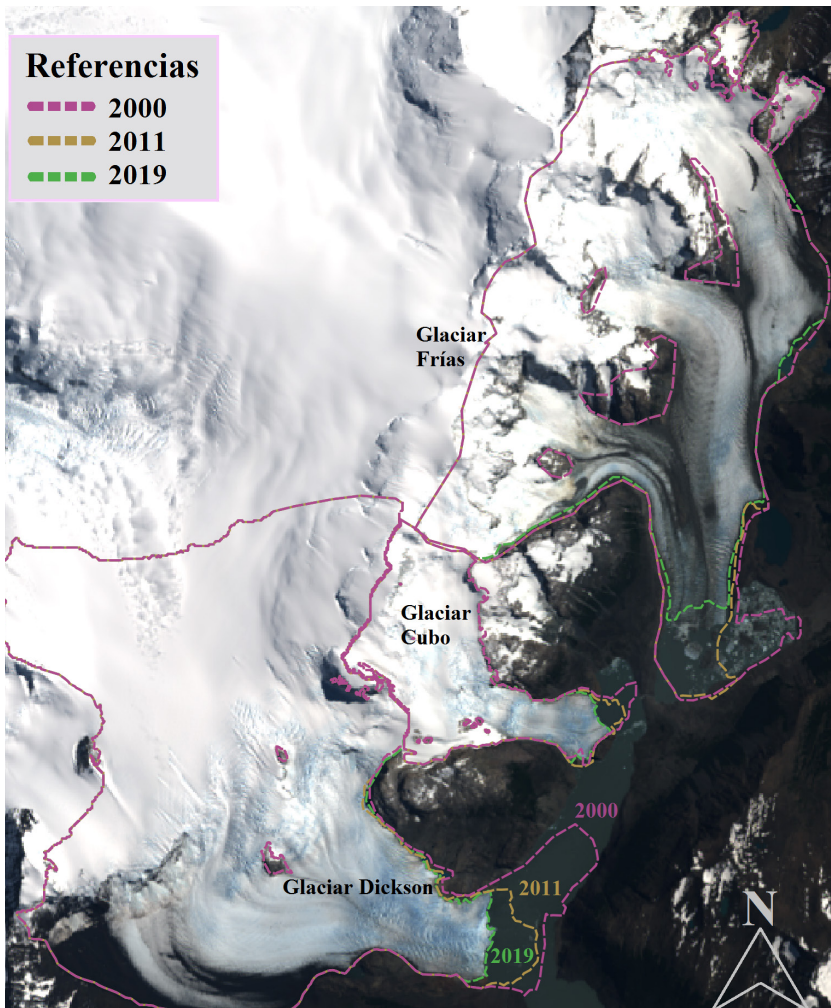 Referencias
2000
2011
2019
Glaciar
Frías
Glaciar
Cubo
2000
Glaciar Dickson
2011
2019
N